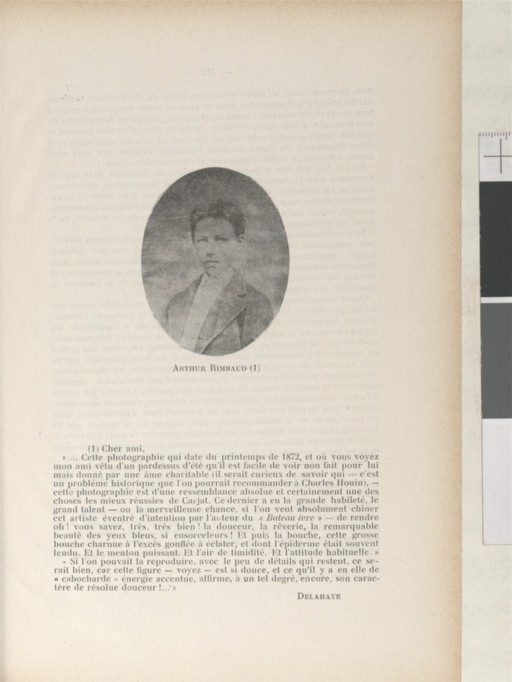 ARTHUR RIMBAUD (1)
(1) Cher ami,
« ... Cette photographie qui date du printemps de 1872, et où vous voyez
mon ami vêtu d'un pardessus d'été qu'il est facile de voir non fait pour lui
mais donné par une âme charitable (il serait curieux de savoir qui — c'est
un problème historique que l'on pourrait recommander à Charles Houin), —
cette photographie est d'une ressemblance absolue et certainement une des
choses les mieux réussies de Carjat. Ce dernier a eu la grande habileté, le
grand talent — ou la merveilleuse chance, si l'on veut absolument chiner
cet artiste éventré d'intention par l'auteur du « Bateau ivre » — de rendre
oh! vous savez, très, très bien! la douceur, la rêverie, la remarquable
beauté des yeux bleus, si ensorceleurs! Et puis la bouche, cette grosse
bouche charnue à l'excès gonflée à éclater, et dont l'épiderme était souvent
fendu. Et le menton puissant. Et l'air de timidité. Et l'attitude habituelle. »
« Si l'on pouvait la reproduire, avec le peu de détails qui restent, ce se-
rait bien, car cette figure — voyez — est si douce, et ce qu'il y a en elle de
« cabocharde » énergie accentue, affirme, à un tel degré, encore, son carac-
tère de résolue douceur!... »
DELAHAYE